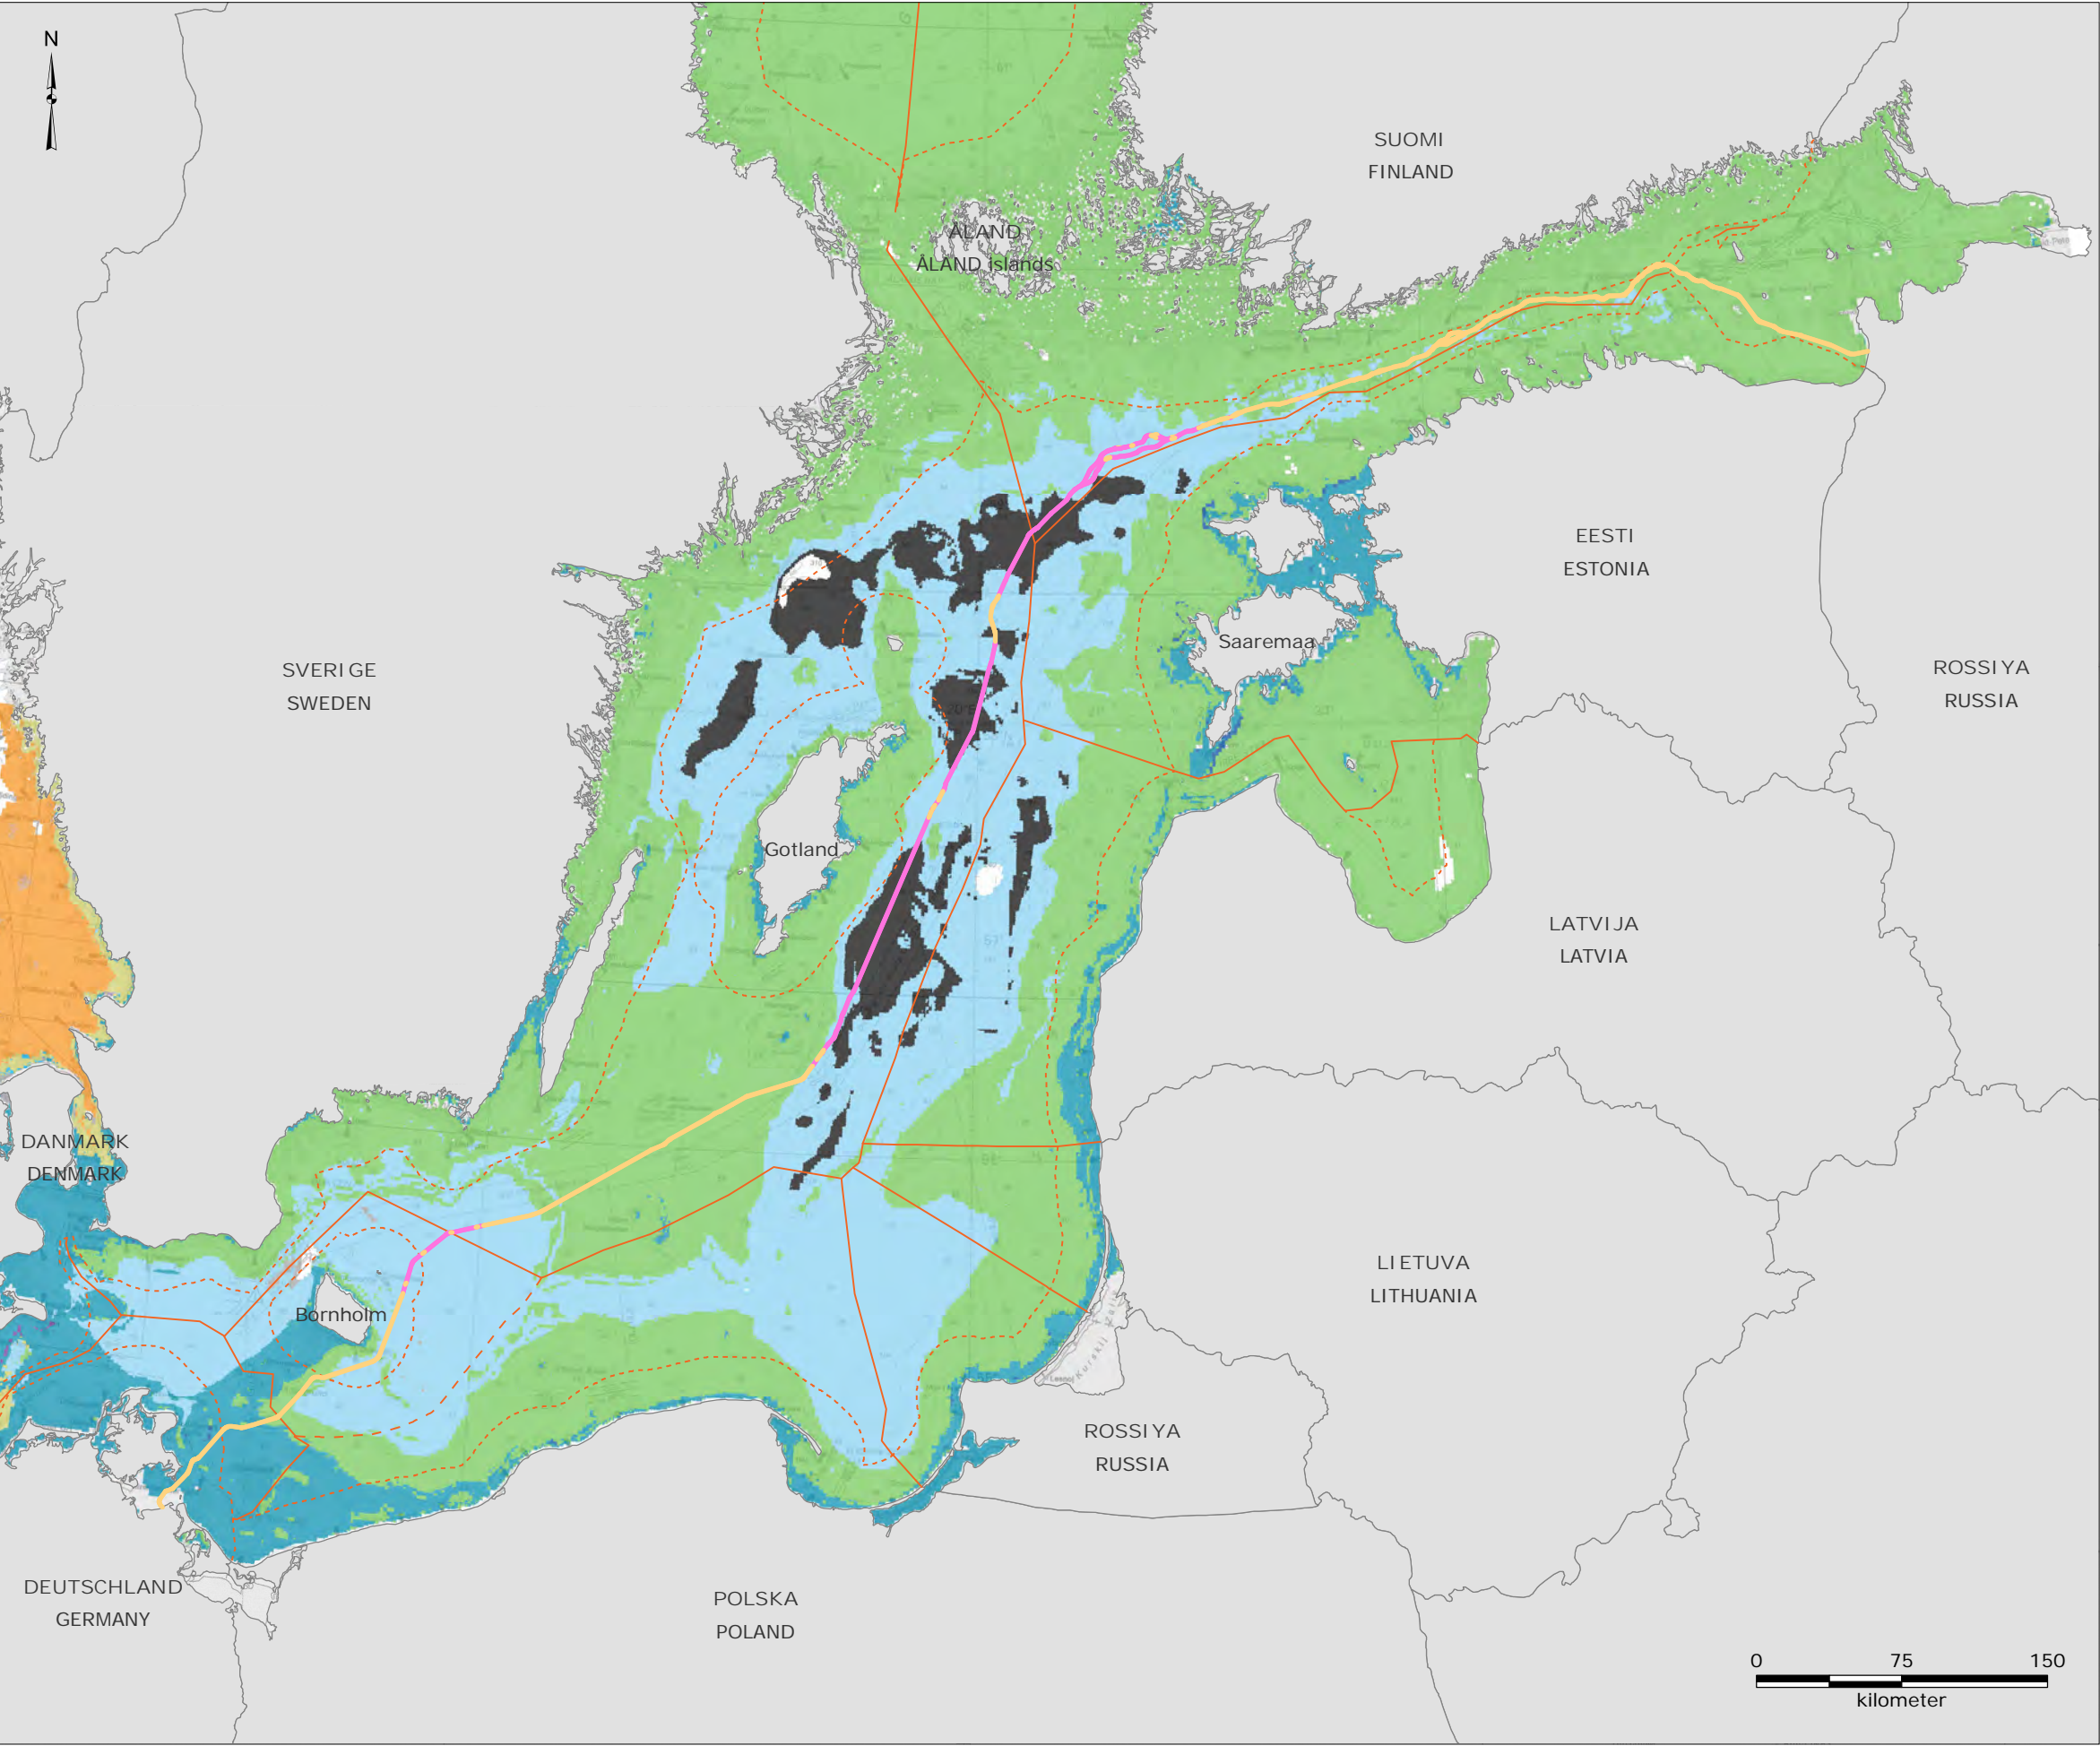 N
SUOMI
FINLAND
ÅLAND
ÅLAND islands
EESTI
ESTONIA
Saaremaa
SVERIGE
SWEDEN
ROSSIYA
RUSSIA
20°E
Gotland
LATVIJA
LATVIA
DANMARK
DENMARK
LIETUVA
LITHUANIA
Bornholm
ROSSIYA
RUSSIA
DEUTSCHLAND
GERMANY
POLSKA
POLAND
0 75 150
kilometer